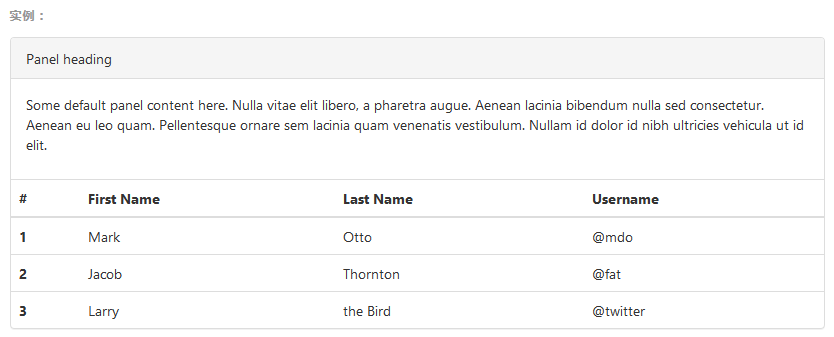 实例：
Panel heading
Some default panel content here. Nulla vitae elit libero, a pharetra augue. Aenean lacinia bibendum nulla sed consectetur.
Aenean eu leo quam. Pellentesque ornare sem lacinia quam venenatis vestibulum. Nullam id dolor id nibh ultricies vehicula ut id
elit.
# First Name Last Name Username
1 Mark Otto @mdo
2 Jacob Thornton @fat
3 Larry the Bird @twitter